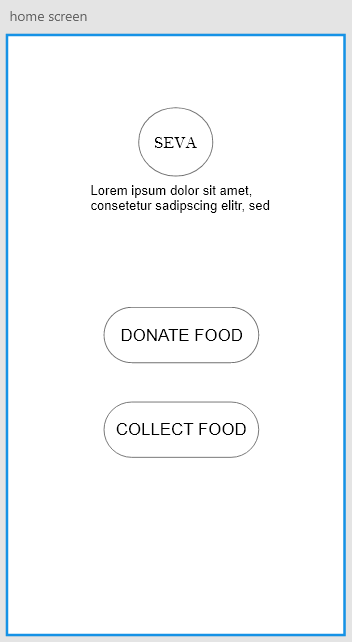 home screen
SEVA
Lorem ipsum dolor sit amet,
consetetur sadipscing elitr, sed
DONATE FOOD
COLLECT FOOD